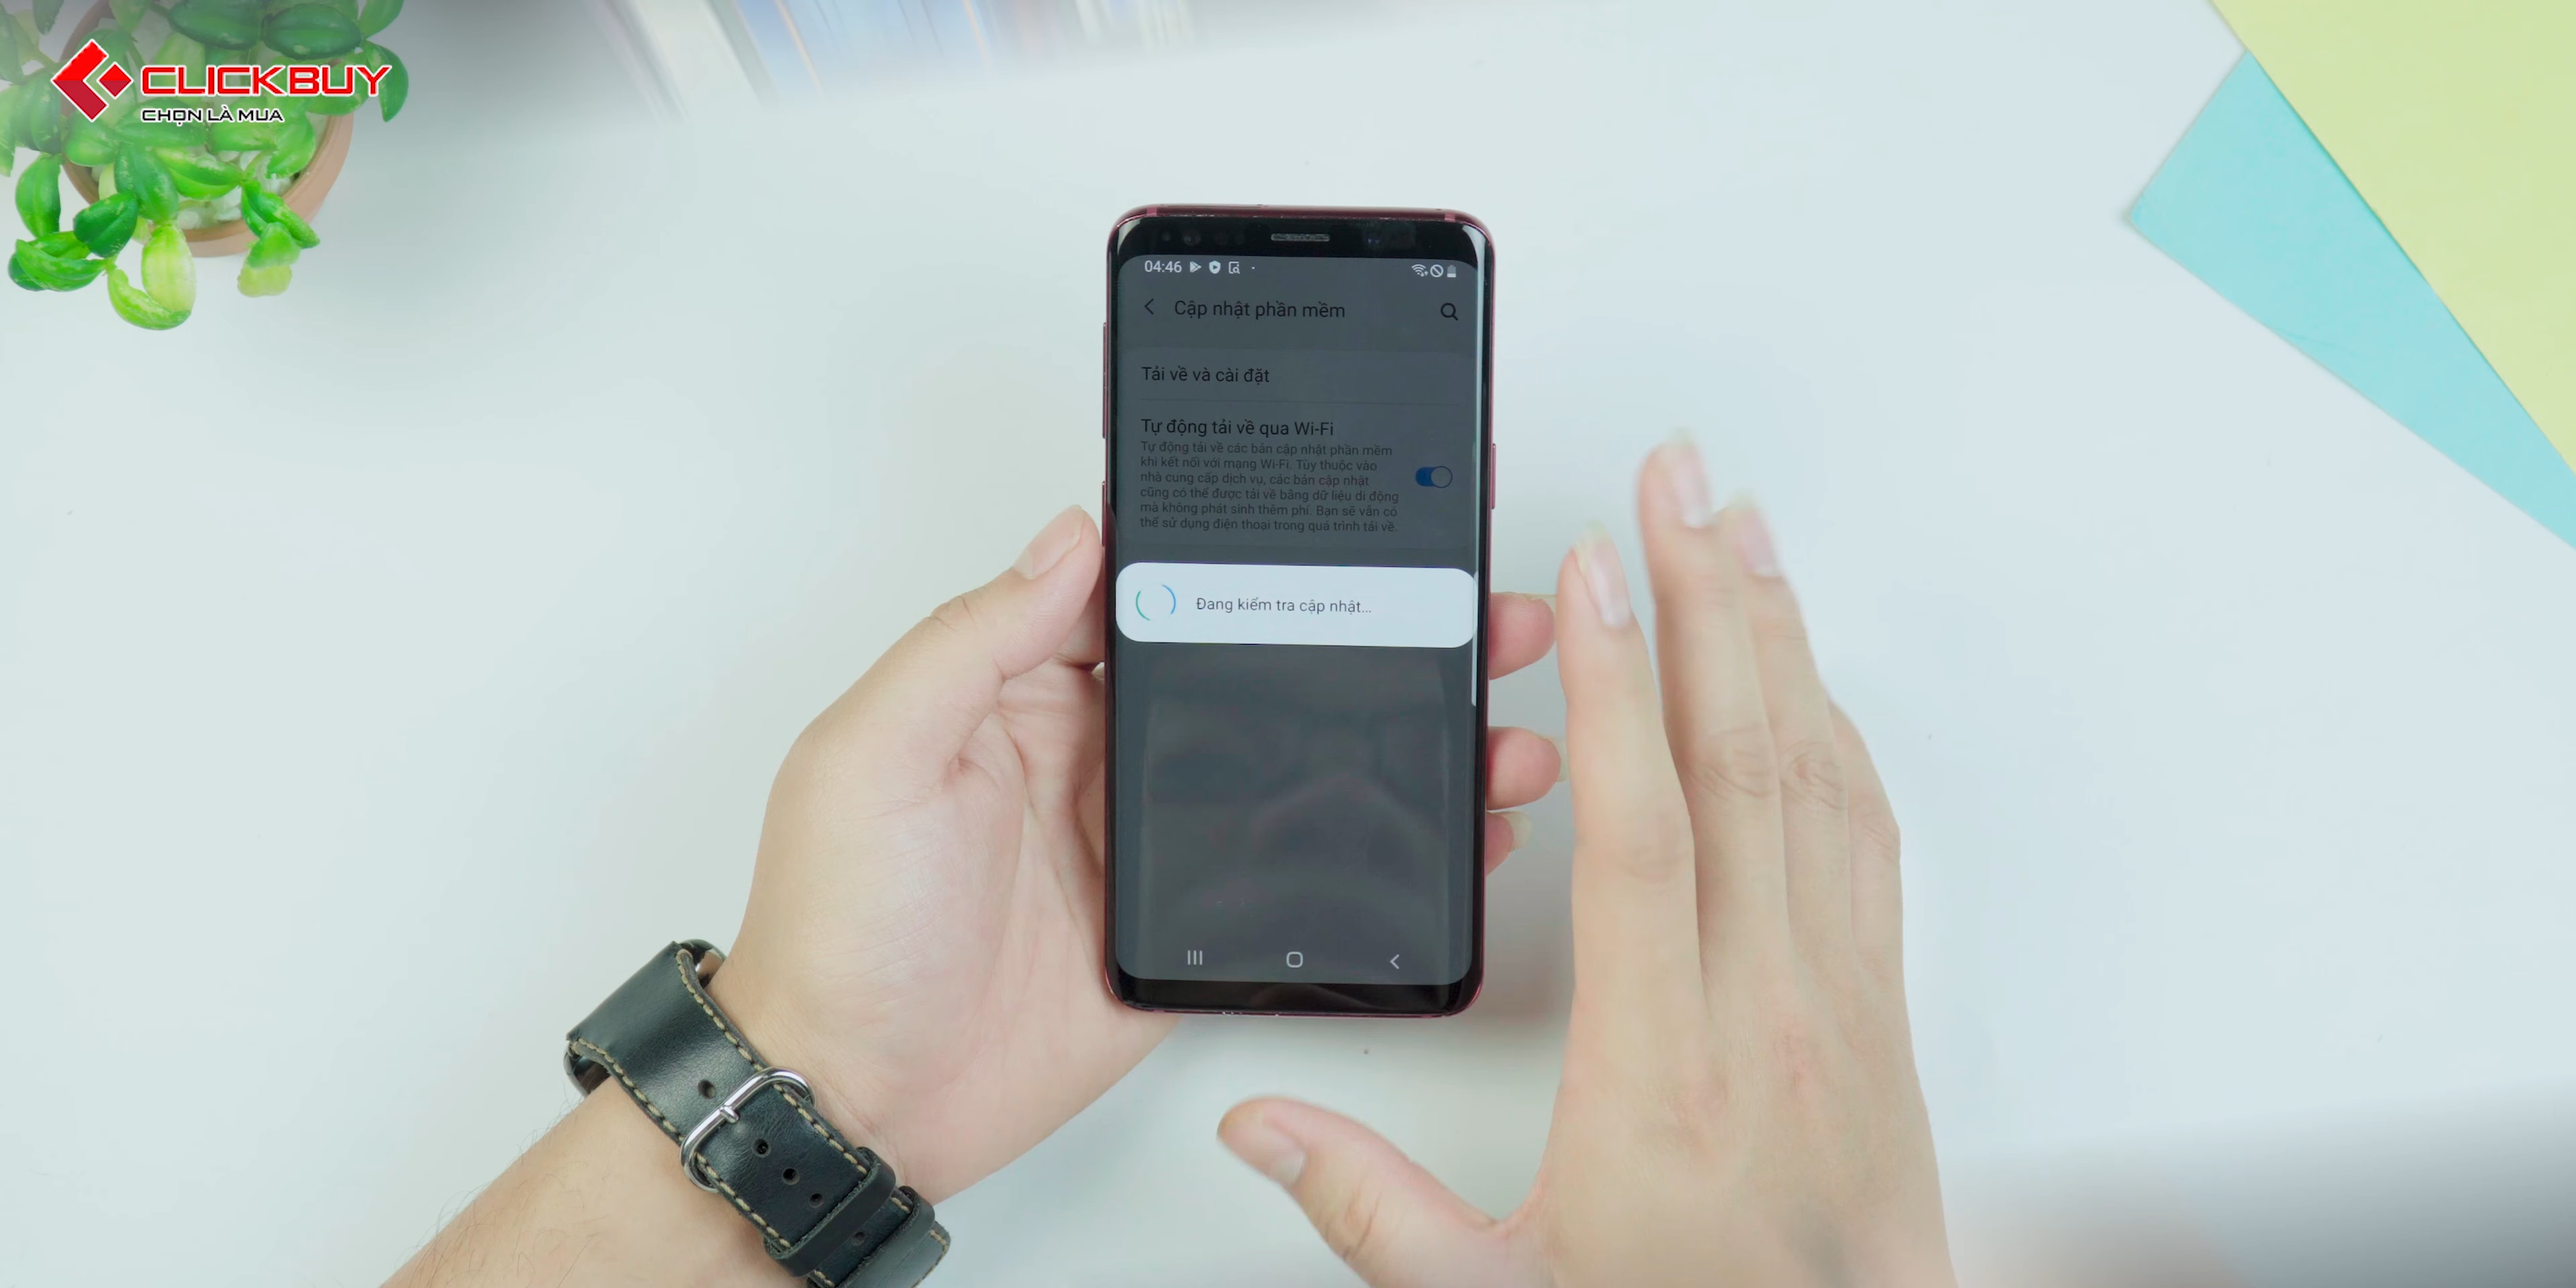 CLICKBUY
CHỌN LÀ MUA
04:46
Cập nhật phần mềm
Tải về và cài đặt
Tự động tải về qua Wi-Fi
Tự động tải về các bản cập nhật phần mềm
khi kết nối với mạng Wi-Fi. Tùy thuộc vào
nhà cung cấp dịch vụ, các bản cập nhật
cũng có thể được tải về bằng dữ liệu di động
mà không phát sinh thêm phí. Bạn sẽ vẫn có
thể sử dụng điện thoại trong quá trình tải về.
Đang kiểm tra cập nhật...